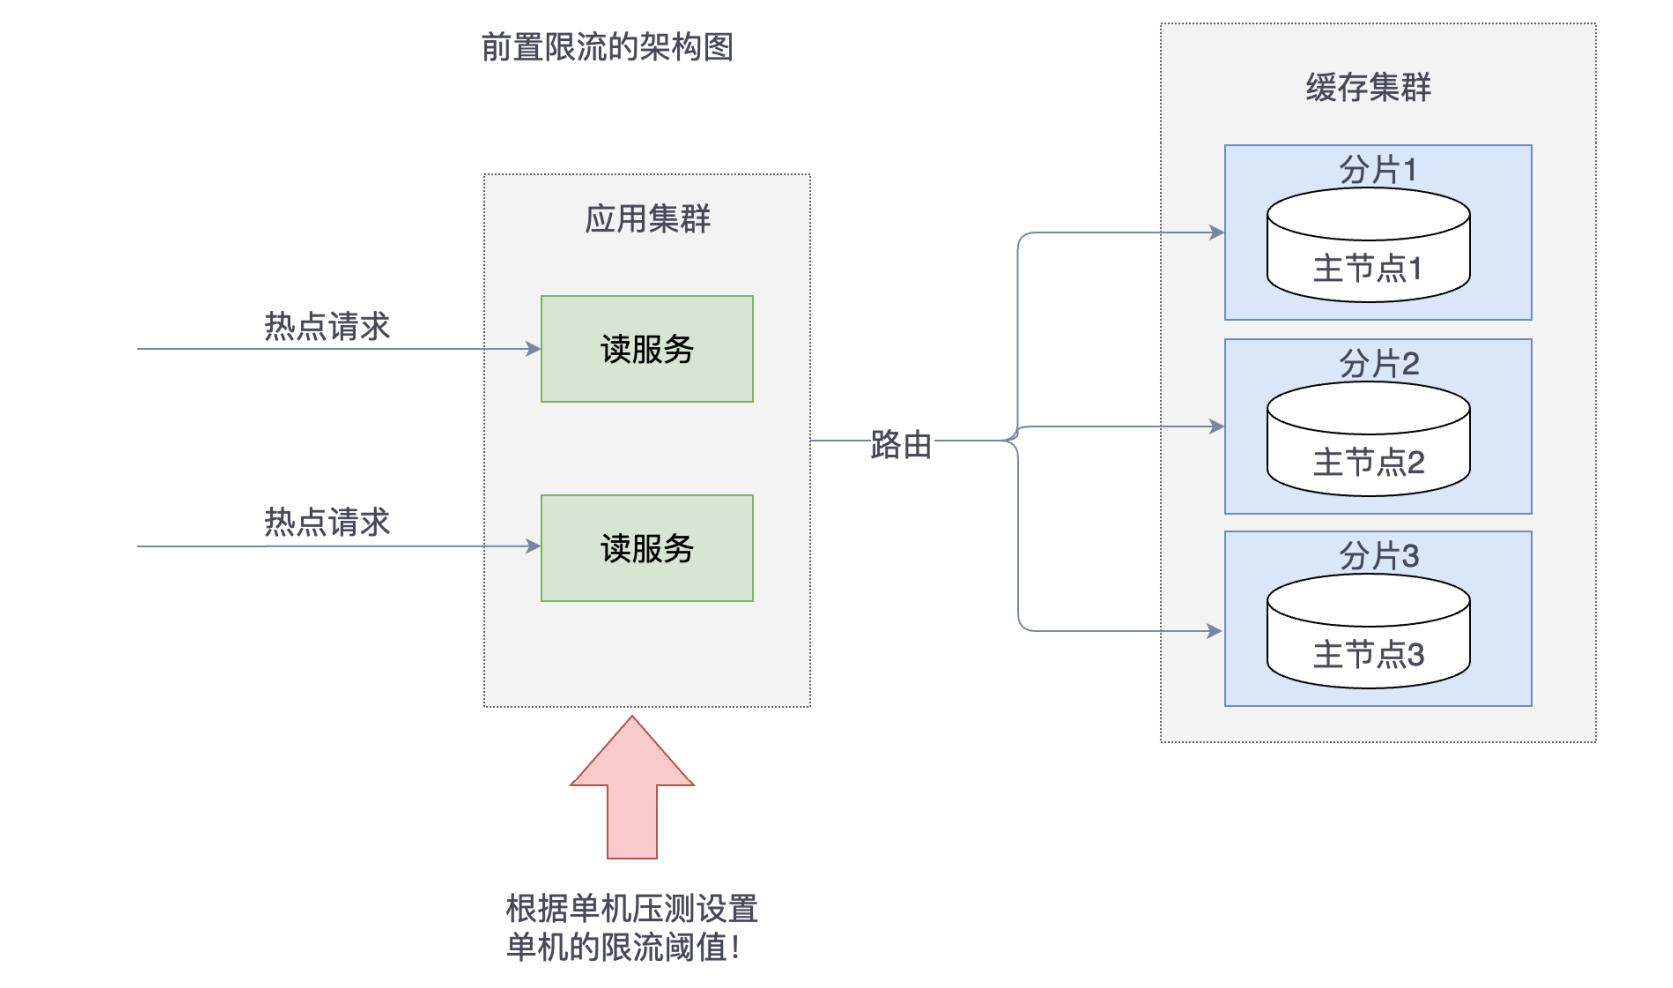 前置限流的架构图
缓存集群
分片1
主节点1
应用集群
热点请求
读服务
分片2
主节点2
路由
热点请求
读服务
分片3
主节点3
根据单机压测设置
单机的限流阈值！